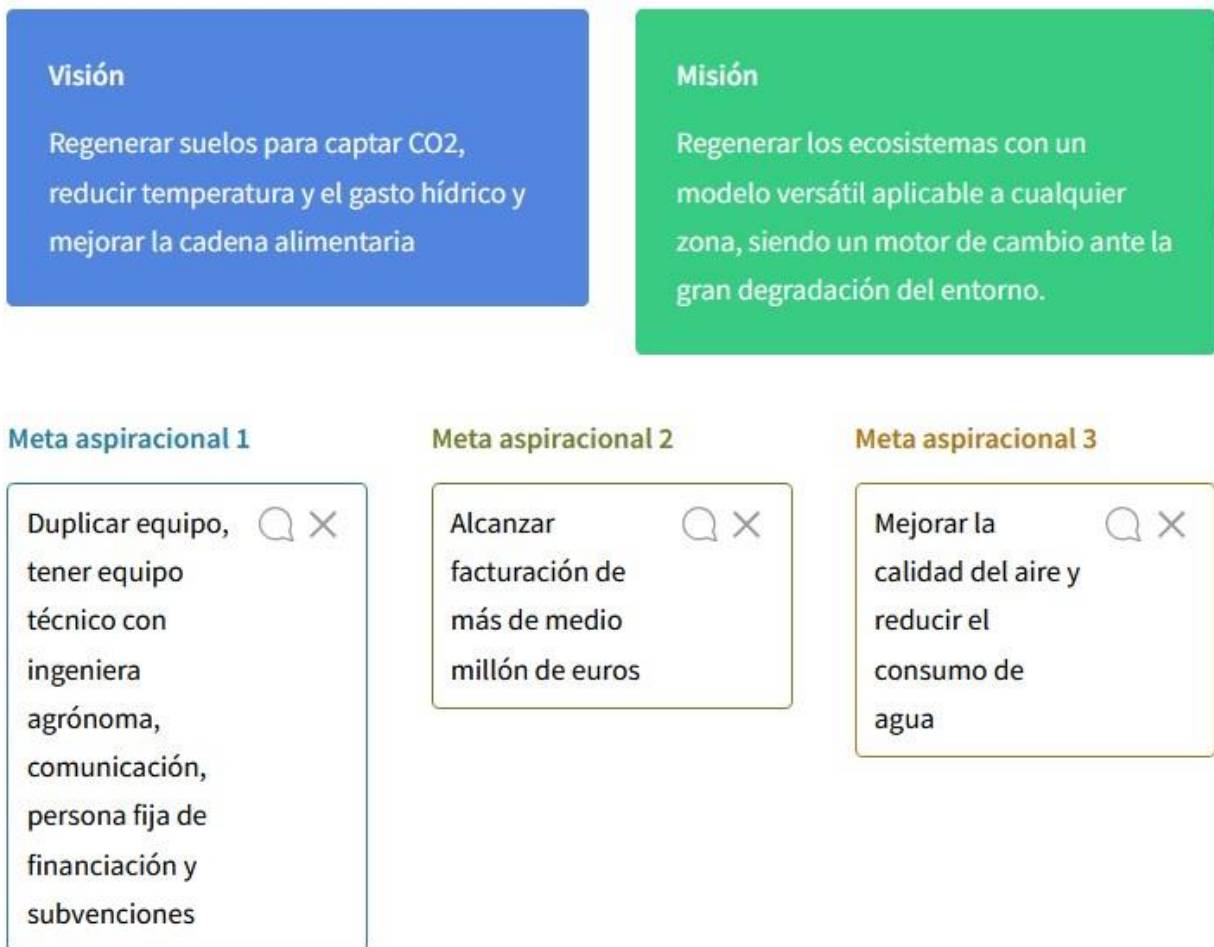 Visión
Regenerar suelos para captar CO2,
reducir temperatura y el gasto hídrico y
mejorar la cadena alimentaria
Misión
Regenerar los ecosistemas con un
modelo versátil aplicable a cualquier
zona, siendo un motor de cambio ante la
gran degradación del entorno.
Meta aspiracional 1
Duplicar equipo,
tener equipo
técnico con
ingeniera
agrónoma,
comunicación,
persona fija de
financiación y
subvenciones
Meta aspiracional 2
Alcanzar
facturación de
más de medio
millón de euros
Meta aspiracional 3
Mejorar la
calidad del aire y
reducir el
consumo de
agua